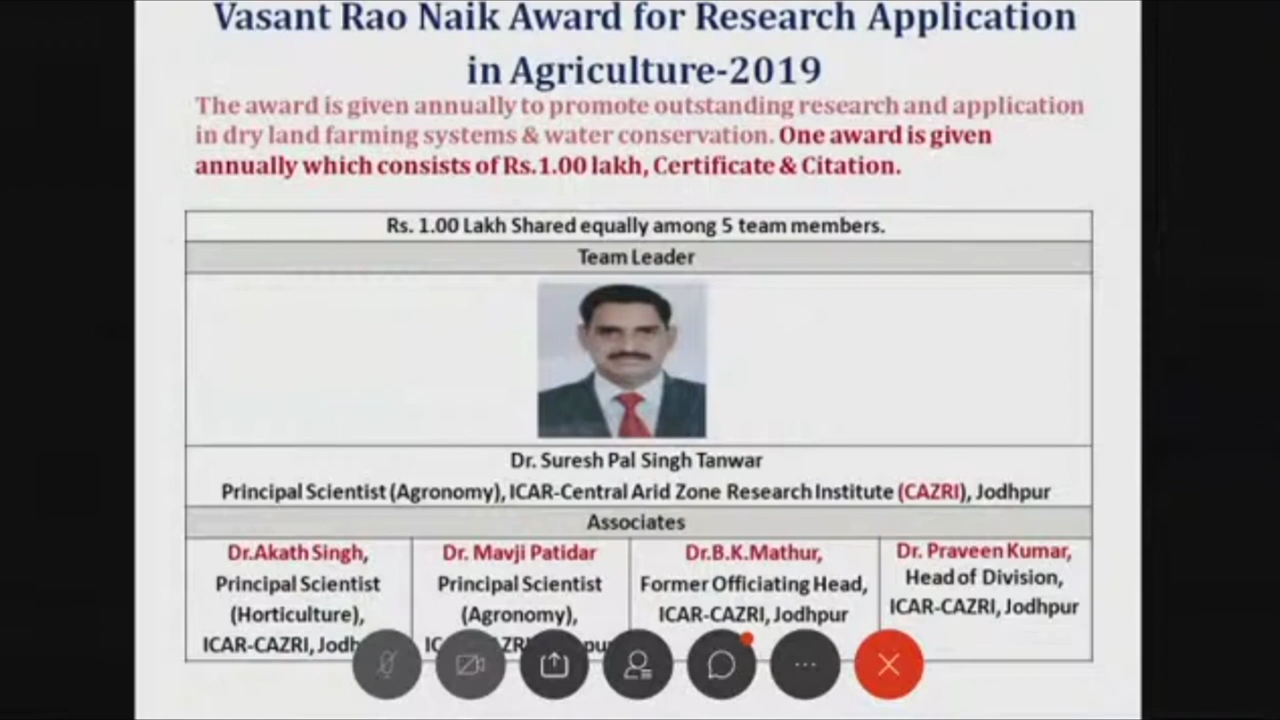 Vasant Rao Naik Award for Research Application
in Agriculture-2019
The award is given annually to promote outstanding research and application
in dry land farming systems & water conservation. One award is given
annually which consists of Rs.1.00 lakh, Certificate & Citation.
Rs. 1.00 Lakh Shared equally among 5 team members.
Team Leader
Dr. Suresh Pal Singh Tanwar
Principal Scientist (Agronomy), ICAR-Central Arid Zone Research Institute (CAZRI), Jodhpur
Associates
Dr.Akath Singh,
Principal Scientist
(Horticulture),
ICAR-CAZRI,
Dr. Mavji Patidar
Principal Scientist
(Agronomy),
Dr.B.K.Mathur,
Former Officiating Head,
ICAR-CAZRI, Jodhpur
Dr. Praveen Kumar,
Head of Division,
ICAR-CAZRI, Jodhpur